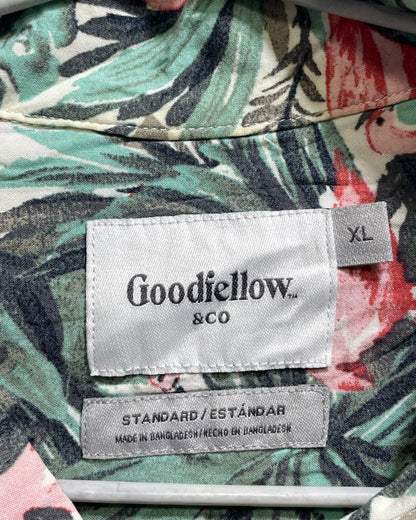 XL
Goodfellow™
&CO
STANDARD/ESTÁNDAR
MADE IN BANGLADESH/HECHO EN BANGLADESH